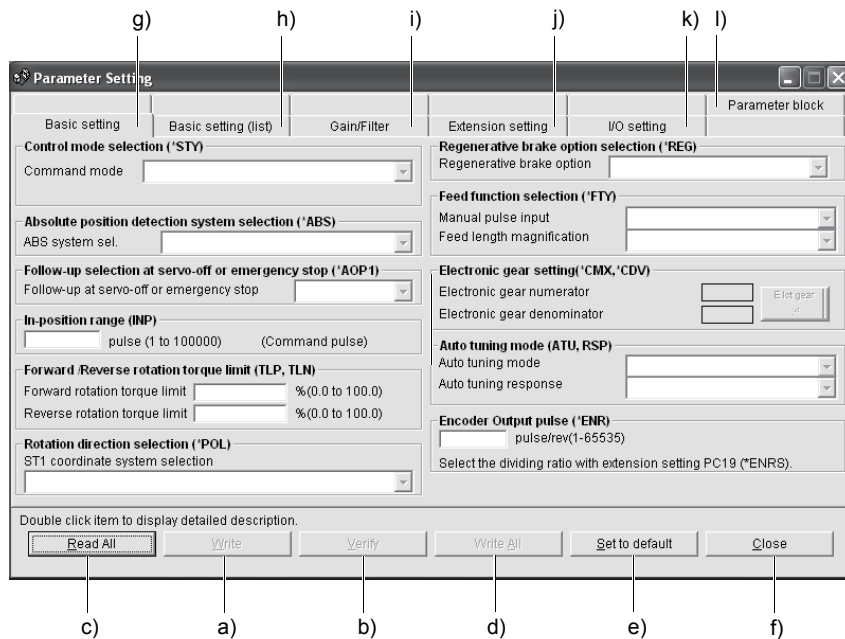 g) h) i) j) k) l)
Parameter Setting
Parameter block
Basic setting Basic setting (list) Gain/Filter Extension setting I/O setting
Control mode selection (*STY)
Command mode
Absolute position detection system selection (*ABS)
ABS system sel.
Follow-up selection at servo-off or emergency stop (*AOP1)
Follow-up at servo-off or emergency stop
In-position range (INP)
pulse (1 to 100000) (Command pulse)
Forward /Reverse rotation torque limit (TLP, TLN)
Forward rotation torque limit %(0.0 to 100.0)
Reverse rotation torque limit %(0.0 to 100.0)
Rotation direction selection (*POL)
ST1 coordinate system selection
Regenerative brake option selection (*REG)
Regenerative brake option
Feed function selection (*FTY)
Manual pulse input
Feed length magnification
Electronic gear setting(*CMX,*CDV)
Electronic gear numerator
Electronic gear denominator
gear
Auto tuning mode (ATU, RSP)
Auto tuning mode
Auto tuning response
Encoder Output pulse (*ENR)
pulse/rev(1-65535)
Select the dividing ratio with extension setting PC19 (*ENRS).
Double click item to display detailed description.
Read All Write Verify Write All Set to default Close
c) a) b) d) e) f)